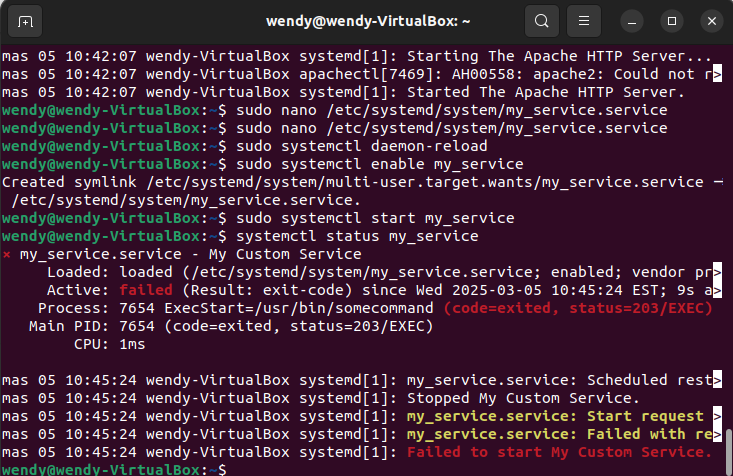 wendy@wendy-VirtualBox: ~
mas 05 10:42:07 wendy-VirtualBox systemd[1]: Starting The Apache HTTP Server...
mas 05 10:42:07 wendy-VirtualBox apachectl[7469]: AH00558: apache2: Could not r>
mas 05 10:42:07 wendy-VirtualBox systemd[1]: Started The Apache HTTP Server.
wendy@wendy-VirtualBox:~$ sudo nano /etc/systemd/system/my_service.service
wendy@wendy-VirtualBox:~$ sudo nano /etc/systemd/system/my_service.service
wendy@wendy-VirtualBox:~$ sudo systemctl daemon-reload
wendy@wendy-VirtualBox:~$ sudo systemctl enable my_service
Created symlink /etc/systemd/system/multi-user.target.wants/my_service.service →
 /etc/systemd/system/my_service.service.
wendy@wendy-VirtualBox:~$ sudo systemctl start my_service
wendy@wendy-VirtualBox:~$ systemctl status my_service
× my_service.service - My Custom Service
     Loaded: loaded (/etc/systemd/system/my_service.service; enabled; vendor pr>
     Active: failed (Result: exit-code) since Wed 2025-03-05 10:45:24 EST; 9s a>
    Process: 7654 ExecStart=/usr/bin/somecommand (code=exited, status=203/EXEC)
   Main PID: 7654 (code=exited, status=203/EXEC)
        CPU: 1ms

mas 05 10:45:24 wendy-VirtualBox systemd[1]: my_service.service: Scheduled rest>
mas 05 10:45:24 wendy-VirtualBox systemd[1]: Stopped My Custom Service.
mas 05 10:45:24 wendy-VirtualBox systemd[1]: my_service.service: Start request >
mas 05 10:45:24 wendy-VirtualBox systemd[1]: my_service.service: Failed with re>
mas 05 10:45:24 wendy-VirtualBox systemd[1]: Failed to start My Custom Service.
wendy@wendy-VirtualBox:~$